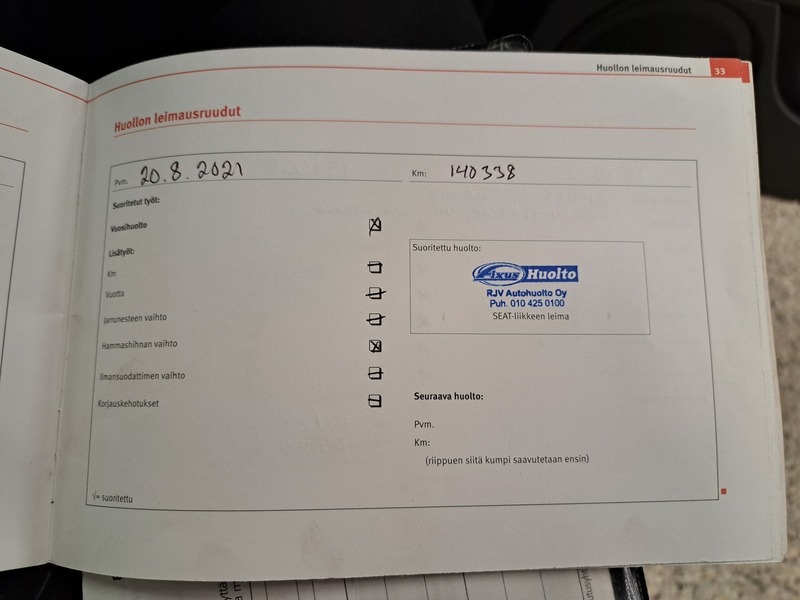 Huollon leimausruudut 33
Huollon leimausruudut
Pvm. 20.8.2021
Km: 140338
Suoritetut työt:
Vuosihuolto
Lisätyöt:
Km
Vuotta
Jarrunesteen vaihto
Hammashihnan vaihto
Ilmansuodattimen vaihto
Korjauskehotukset
√= suoritettu
Suoritettu huolto:
Fixus Huolto
RJV Autohuolto Oy
Puh. 010 425 0100
SEAT-liikkeen leima
Seuraava huolto:
Pvm.
Km:
(riippuen siitä kumpi saavutetaan ensin)